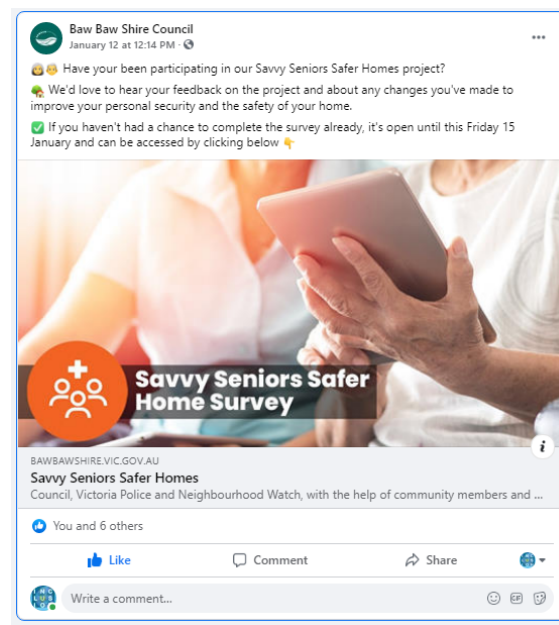 Baw Baw Shire Council
January 12 at 12:14 PM ·
Have your been participating in our Savvy Seniors Safer Homes project?
We'd love to hear your feedback on the project and about any changes you've made to
improve your personal security and the safety of your home.
If you haven't had a chance to complete the survey already, it's open until this Friday 15
January and can be accessed by clicking below
Savvy Seniors Safer
Home Survey
BAWBAWSHIRE.VIC.GOV.AU
Savvy Seniors Safer Homes
Council, Victoria Police and Neighbourhood Watch, with the help of community members and ...
You and 6 others
Like Comment Share
Write a comment...
GIF